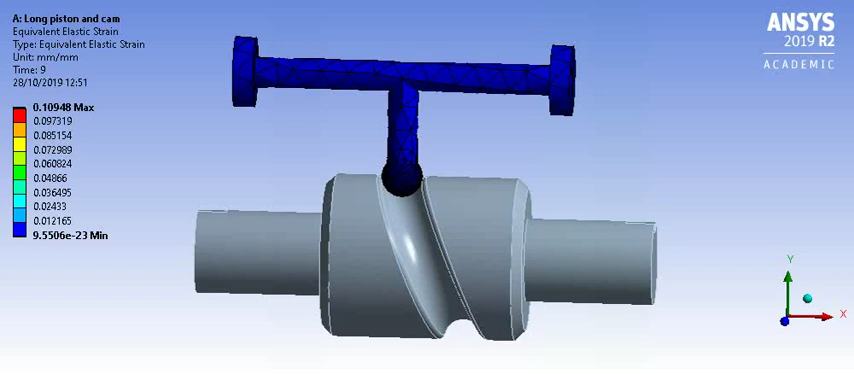 A: Long piston and cam
Equivalent Elastic Strain
Type: Equivalent Elastic Strain
Unit: mm/mm
Time: 9
28/10/2019 12:51
0.10948 Max
0.097319
0.085154
0.072989
0.060824
0.04866
0.036495
0.02433
0.012165
9.5506e-23 Min
ANSYS
2019 R2
ACADEMIC
Y
X